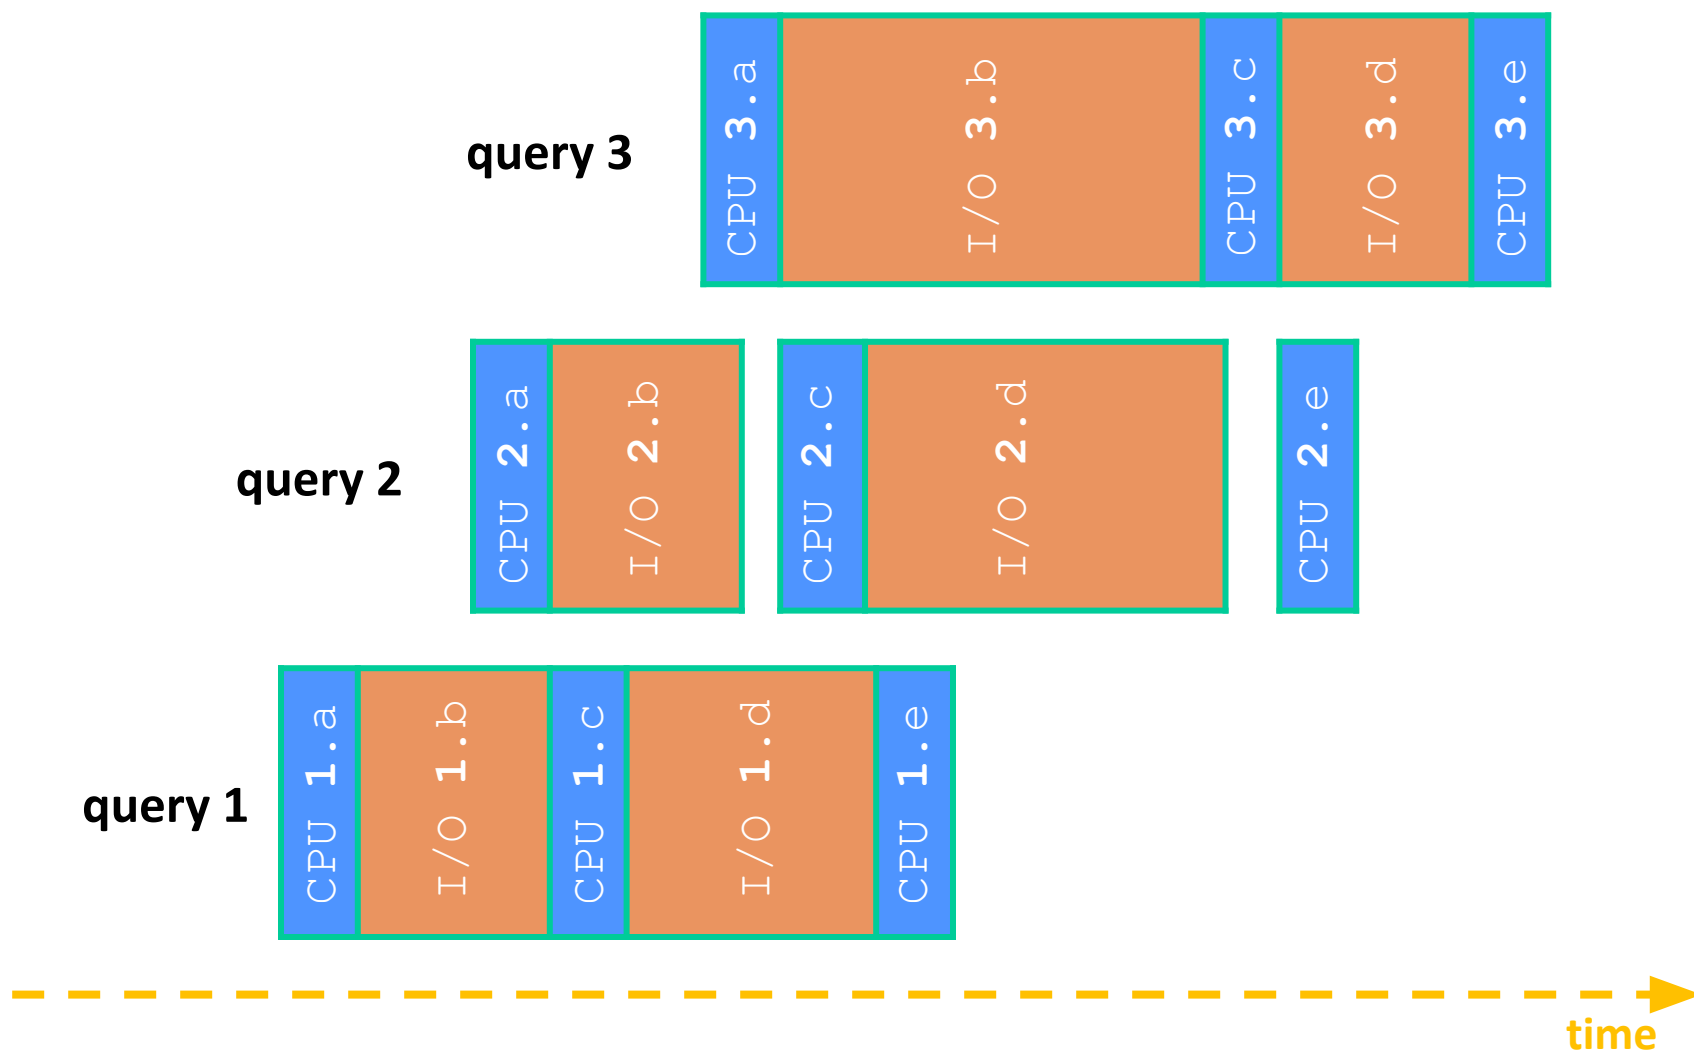 query 3
CPU 3.a
I/O 3.b
CPU 3.c
I/O 3.d
CPU 3.e
query 2
CPU 2.a
I/O 2.b
CPU 2.c
I/O 2.d
CPU 2.e
query 1
CPU 1.a
I/O 1.b
CPU 1.c
I/O 1.d
CPU 1.e
time